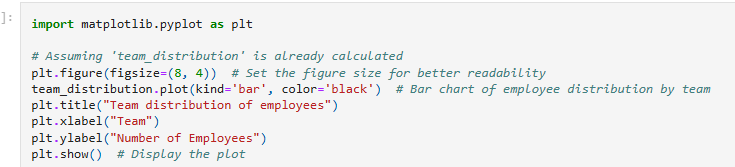 ]:
import matplotlib.pyplot as plt
# Assuming 'team_distribution' is already calculated
plt.figure(figsize=(8, 4))  # Set the figure size for better readability
team_distribution.plot(kind='bar', color='black')  # Bar chart of employee distribution by team
plt.title("Team distribution of employees")
plt.xlabel("Team")
plt.ylabel("Number of Employees")
plt.show()  # Display the plot